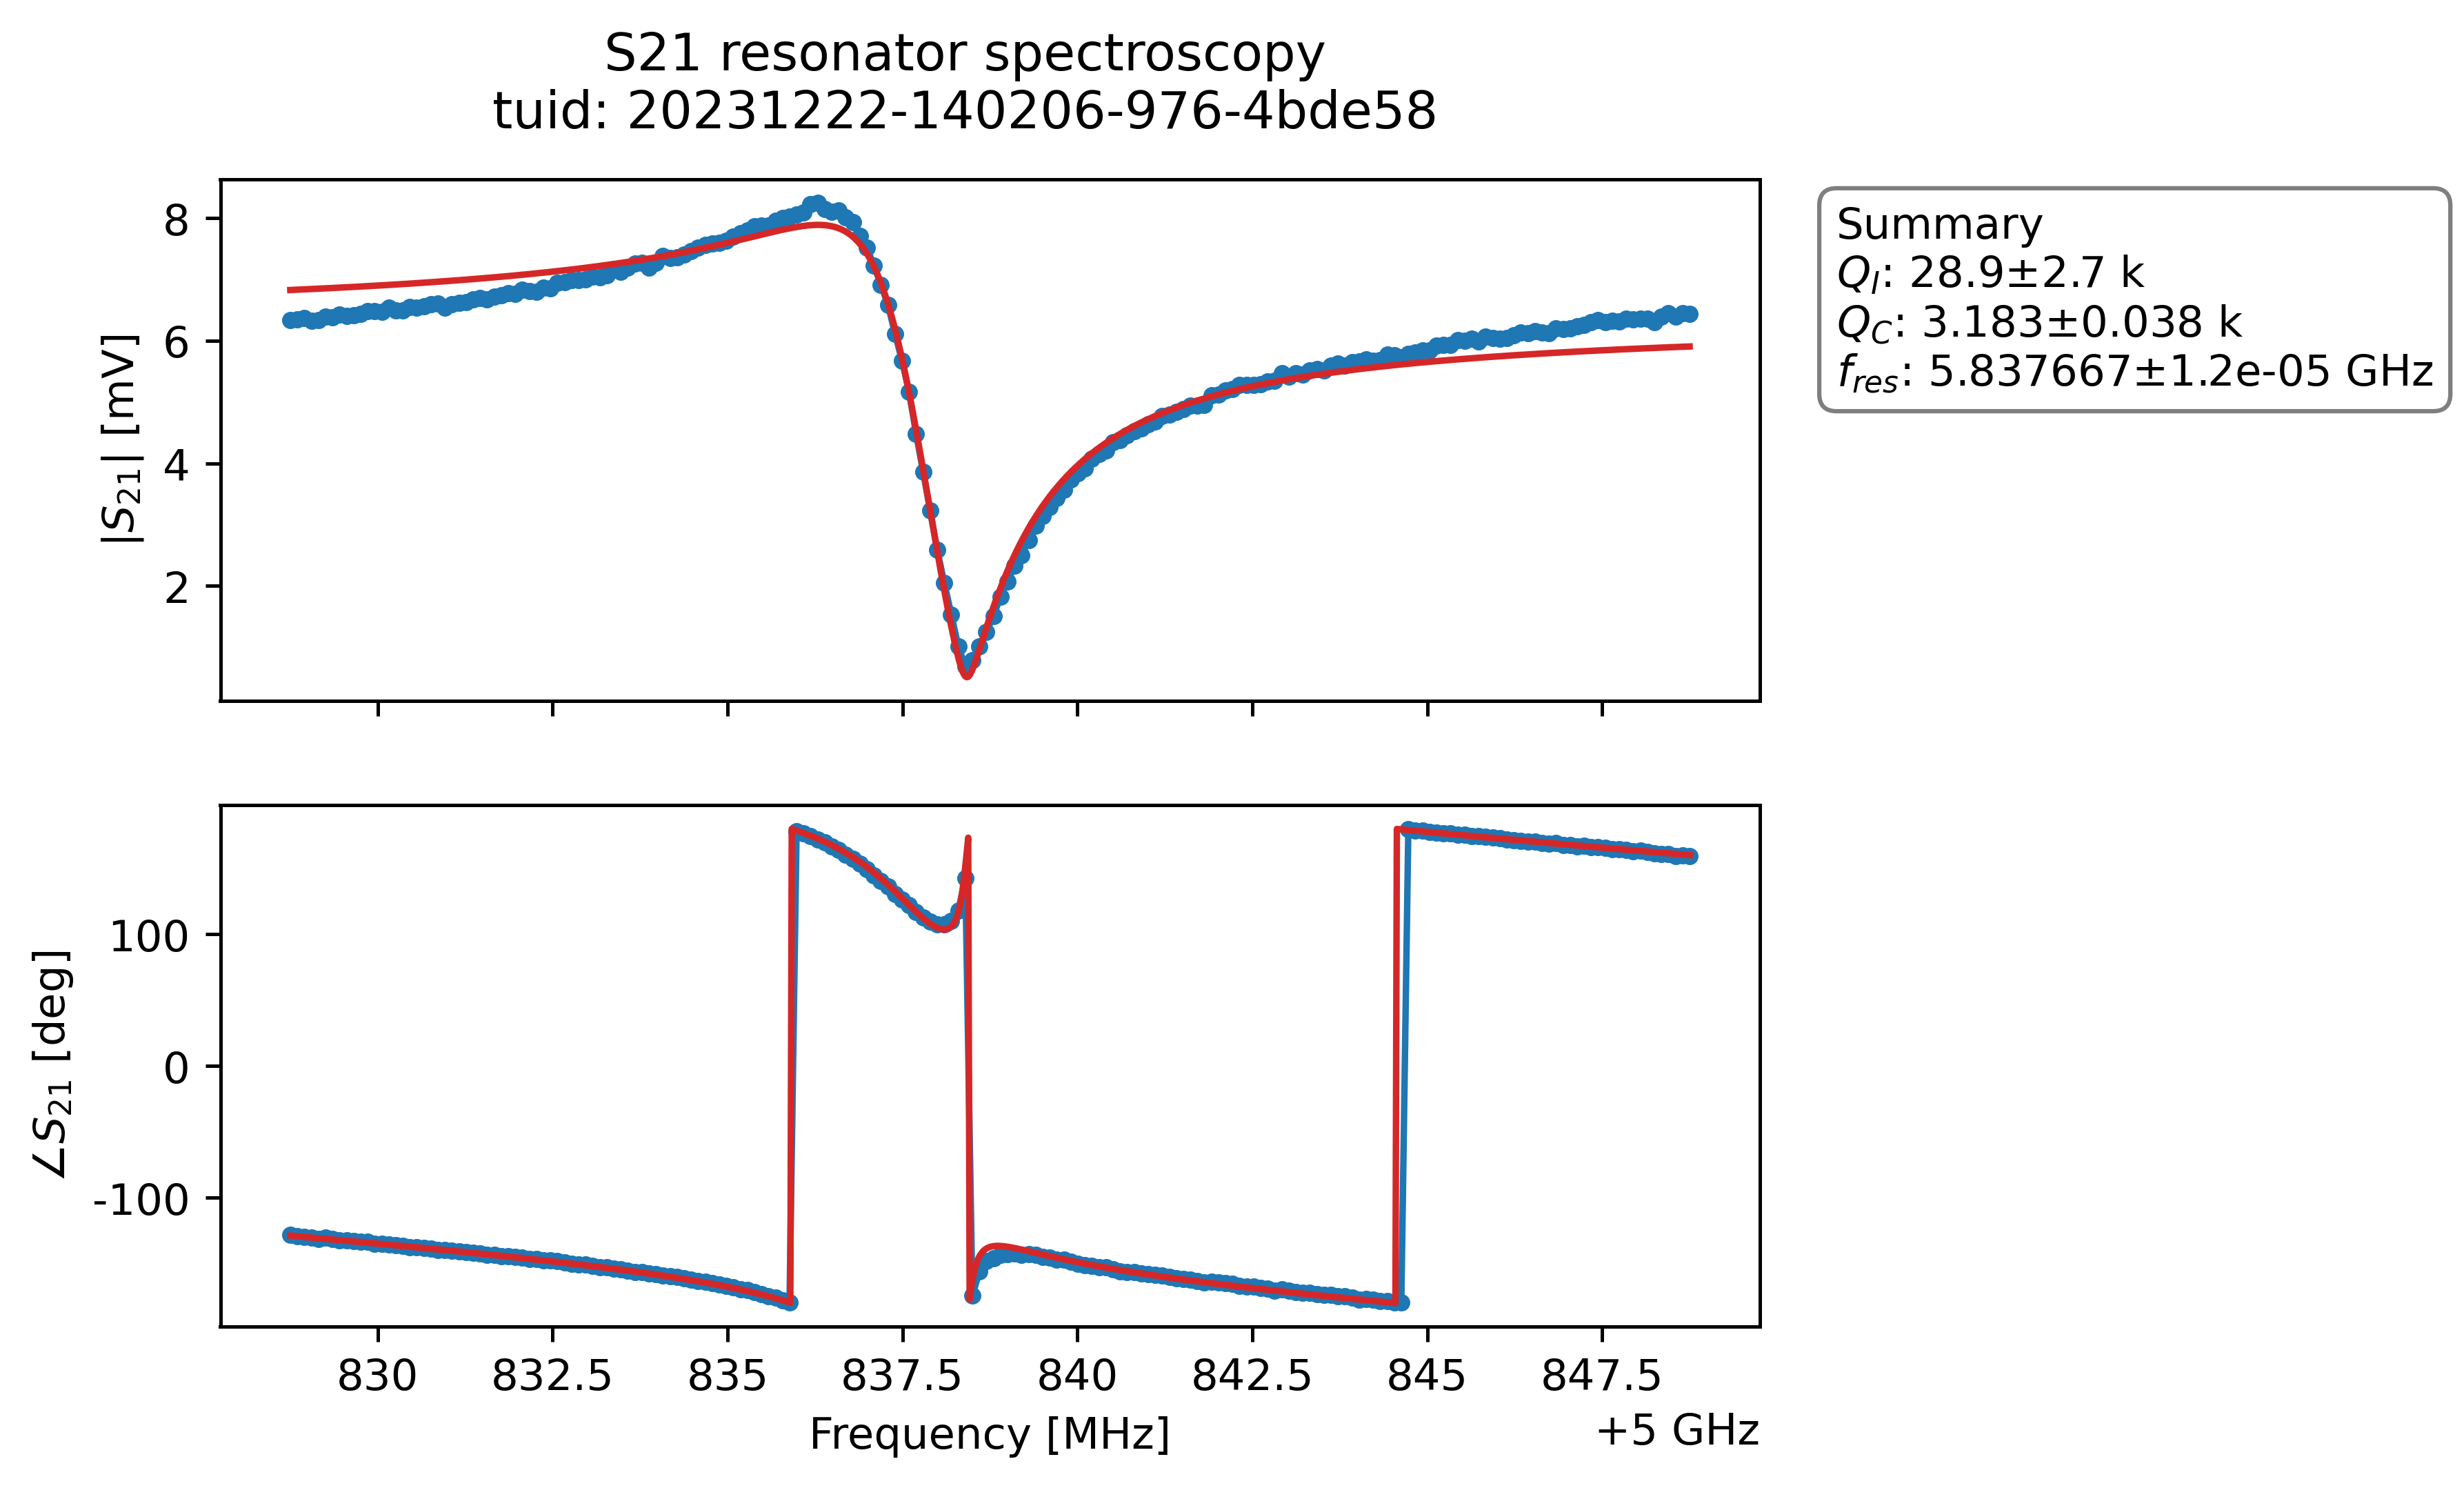 S21 resonator spectroscopy
tuid: 20231222-140206-976-4bde58
|S₂₁| [mV]
8
6
4
2
Summary
Qₗ: 28.9±2.7 k
Q_C: 3.183±0.038 k
f_res: 5.837667±1.2e-05 GHz
∠S₂₁ [deg]
100
0
-100
830 832.5 835 837.5 840 842.5 845 847.5
Frequency [MHz]
+5 GHz